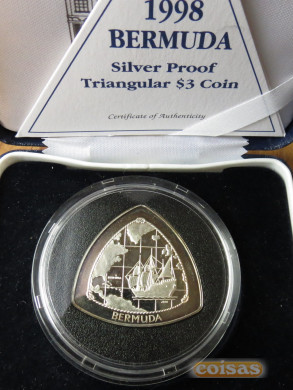 1998
BERMUDA
Silver Proof
Triangular $3 Coin
Certificate of Authenticity
BERMUDA
coisas